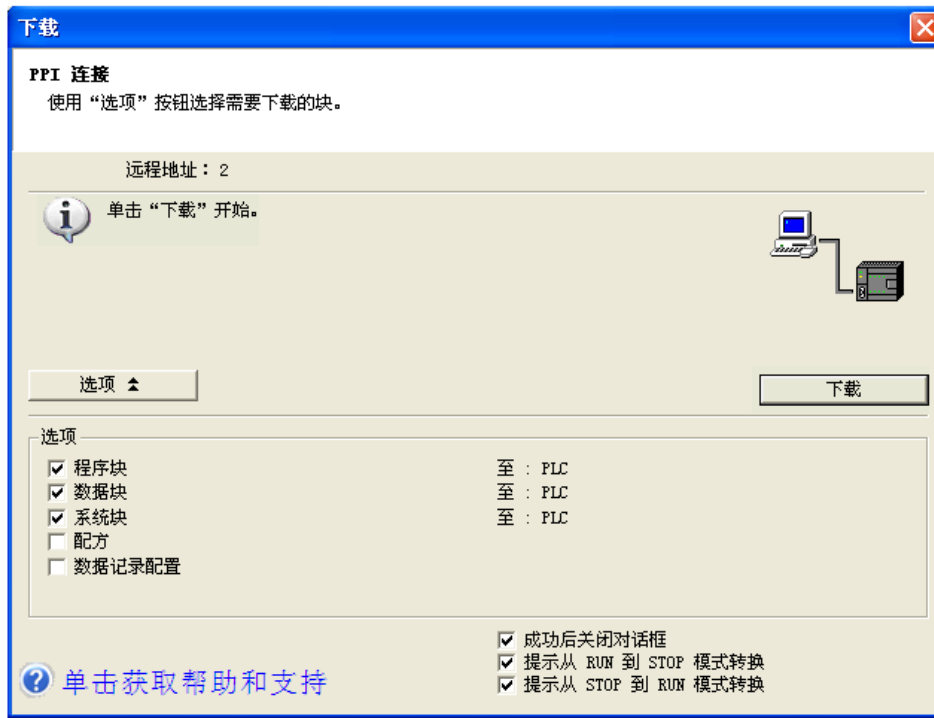 下载
PPI 连接
使用“选项”按钮选择需要下载的块。
远程地址：2
单击“下载”开始。
选项
下载
选项
程序块 至：PLC
数据块 至：PLC
系统块 至：PLC
配方
数据记录配置
成功后关闭对话框
提示从 RUN 到 STOP 模式转换
提示从 STOP 到 RUN 模式转换
单击获取帮助和支持